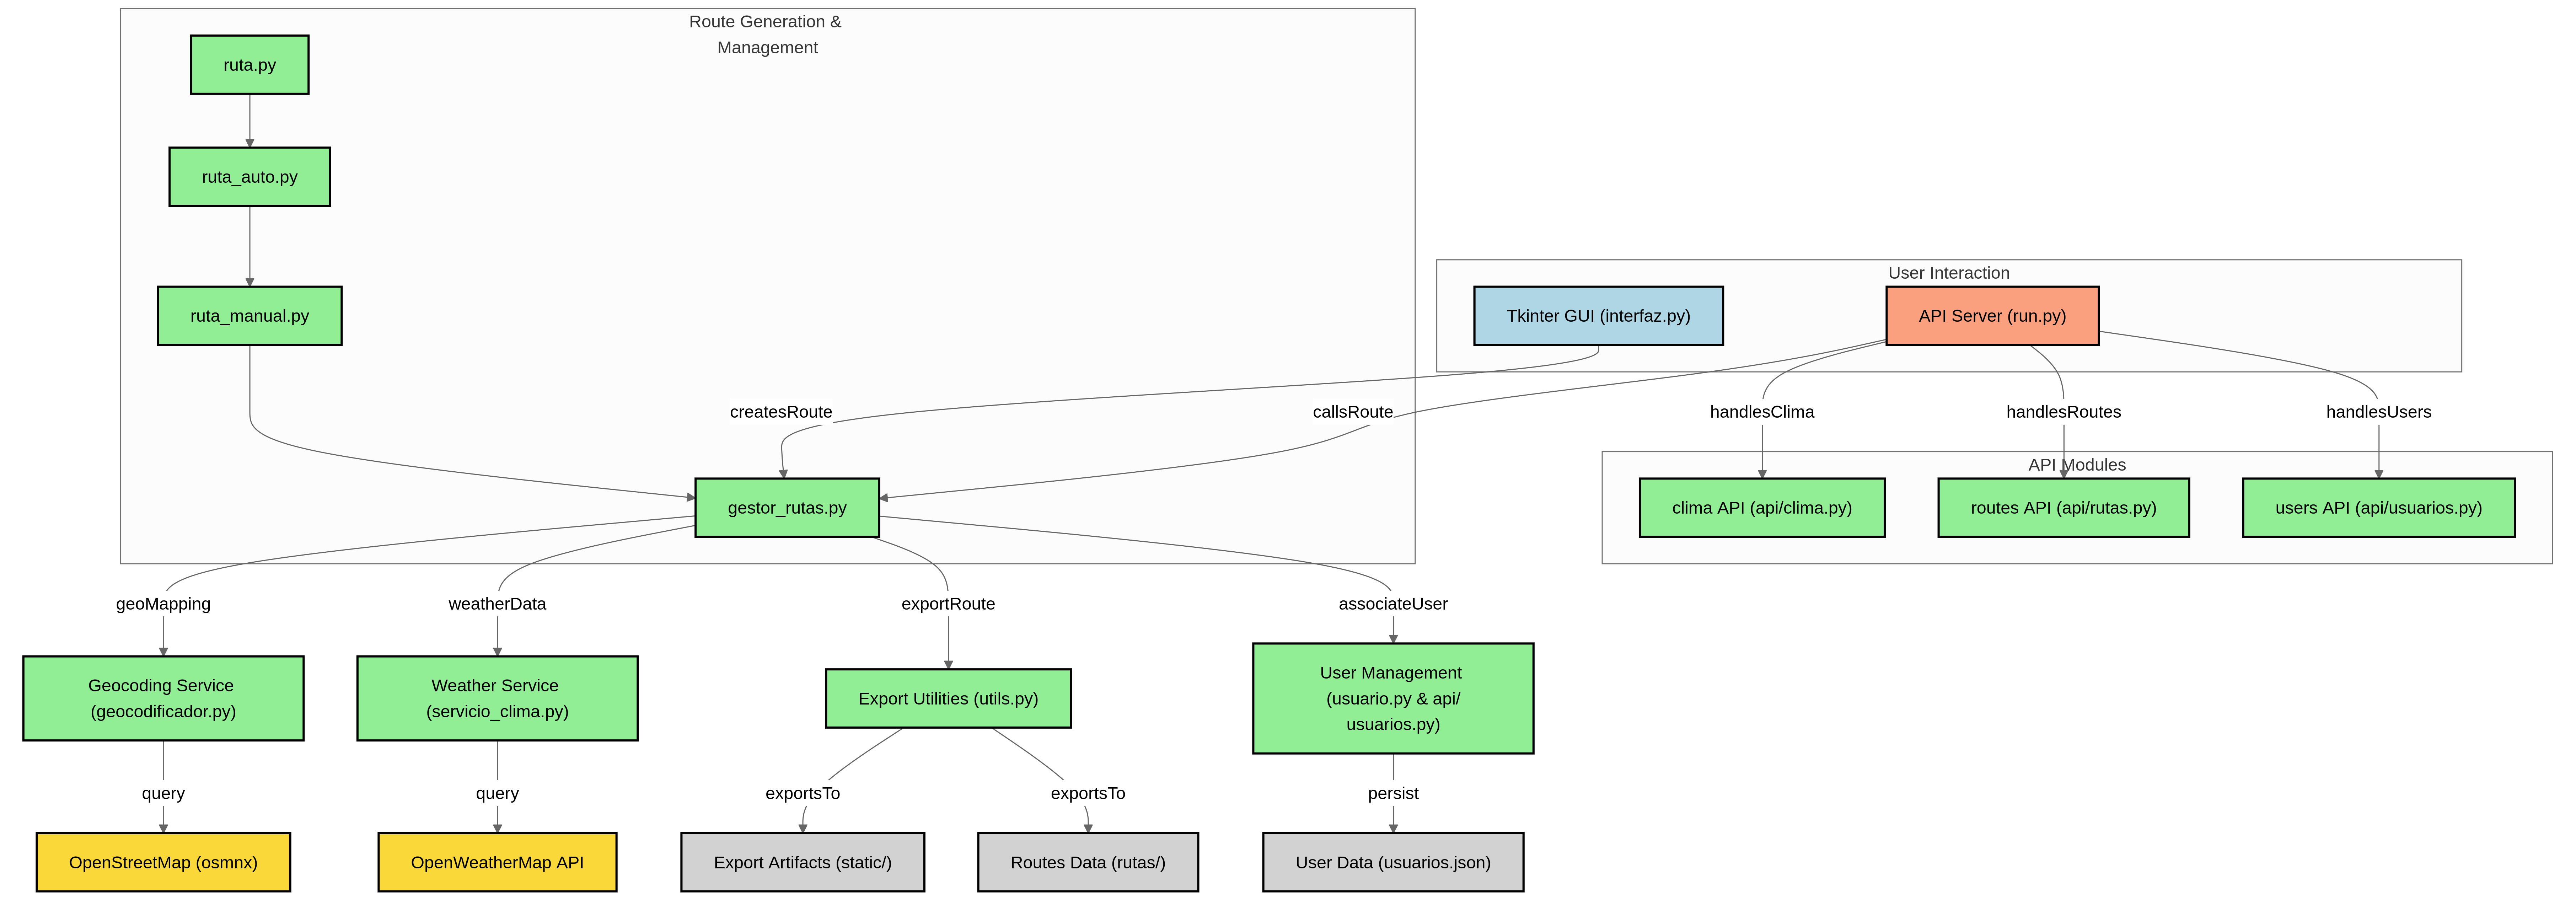 Route Generation &
Management
ruta.py
ruta_auto.py
ruta_manual.py
User Interaction
Tkinter GUI (interfaz.py)
API Server (run.py)
createsRoute
callsRoute
handlesClima
handlesRoutes
handlesUsers
API Modules
gestor_rutas.py
clima API (api/clima.py)
routes API (api/rutas.py)
users API (api/usuarios.py)
geoMapping
weatherData
exportRoute
associateUser
Geocoding Service
(geocodificador.py)
Weather Service
(servicio_clima.py)
Export Utilities (utils.py)
User Management
(usuario.py & api/
usuarios.py)
query
query
exportsTo
exportsTo
persist
OpenStreetMap (osmnx)
OpenWeatherMap API
Export Artifacts (static/)
Routes Data (rutas/)
User Data (usuarios.json)